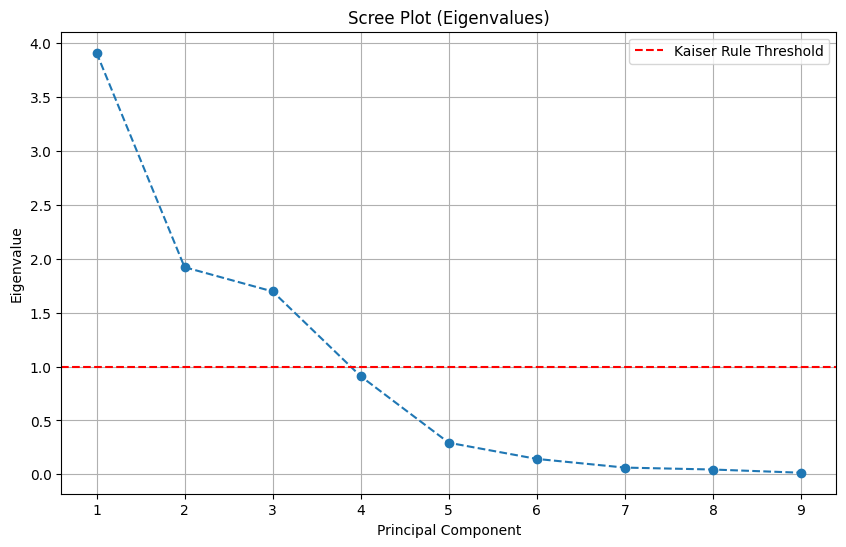 Scree Plot (Eigenvalues)
Kaiser Rule Threshold
4.0
3.5
3.0
2.5
2.0
1.5
1.0
0.5
0.0
Eigenvalue
1 2 3 4 5 6 7 8 9
Principal Component